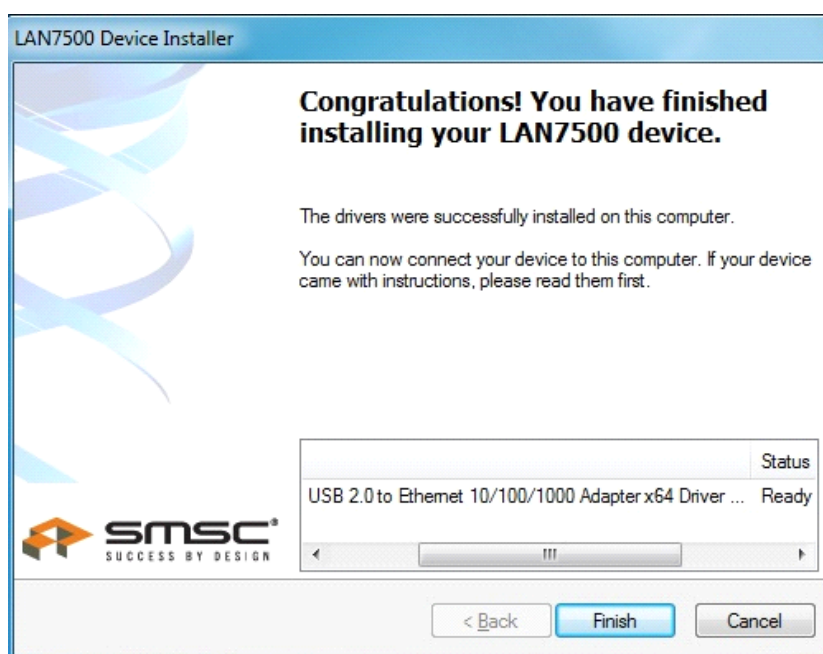 LAN7500 Device Installer
Congratulations! You have finished
installing your LAN7500 device.
The drivers were successfully installed on this computer.
You can now connect your device to this computer. If your device
came with instructions, please read them first.
Status
USB 2.0 to Ethernet 10/100/1000 Adapter x64 Driver ... Ready
smsc®
SUCCESS BY DESIGN
< Back Finish Cancel